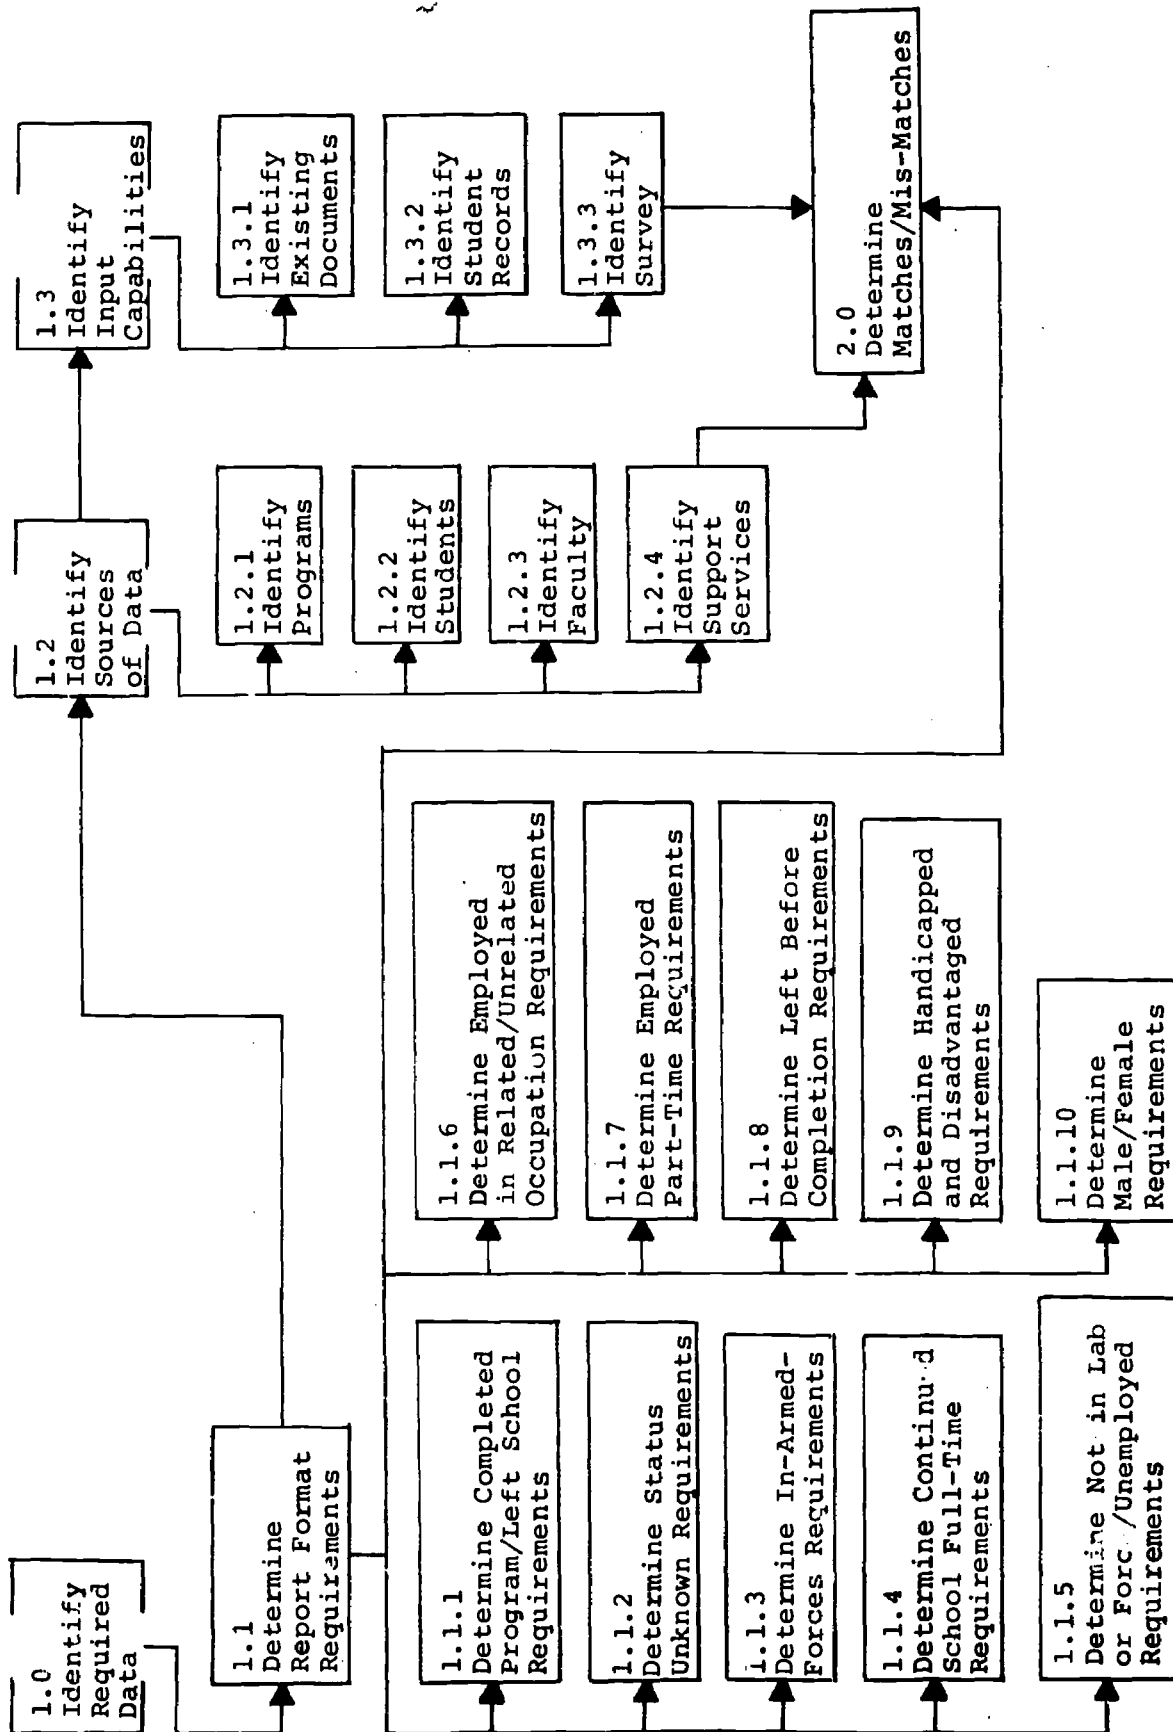 1.0
Identify
Required
Data
1.1
Determine
Report Format
Requirements
1.1.1
Determine Completed
Program/Left School
Requirements
1.1.2
Determine Status
Unknown Requirements
1.1.3
Determine In-Armed-
Forces Requirements
1.1.4
Determine Continu d
School Full-Time
Requirements
1.1.5
Determine Not in Lab
or Forc /Unemployed
Requirements
1.1.6
Determine Employed
in Related/Unrelated
Occupation Requirements
1.1.7
Determine Employed
Part-Time Requirements
1.1.8
Determine Left Before
Completion Requirements
1.1.9
Determine Handicapped
and Disadvantaged
Requirements
1.1.10
Determine
Male/Female
Requirements
1.2
Identify
Sources
of Data
1.2.1
Identify
Programs
1.2.2
Identify
Students
1.2.3
Identify
Faculty
1.2.4
Identify
Support
Services
1.3
Identify
Input
Capabilities
1.3.1
Identify
Existing
Documents
1.3.2
Identify
Student
Records
1.3.3
Identify
Survey
2.0
Determine
Matches/Mis-Matches